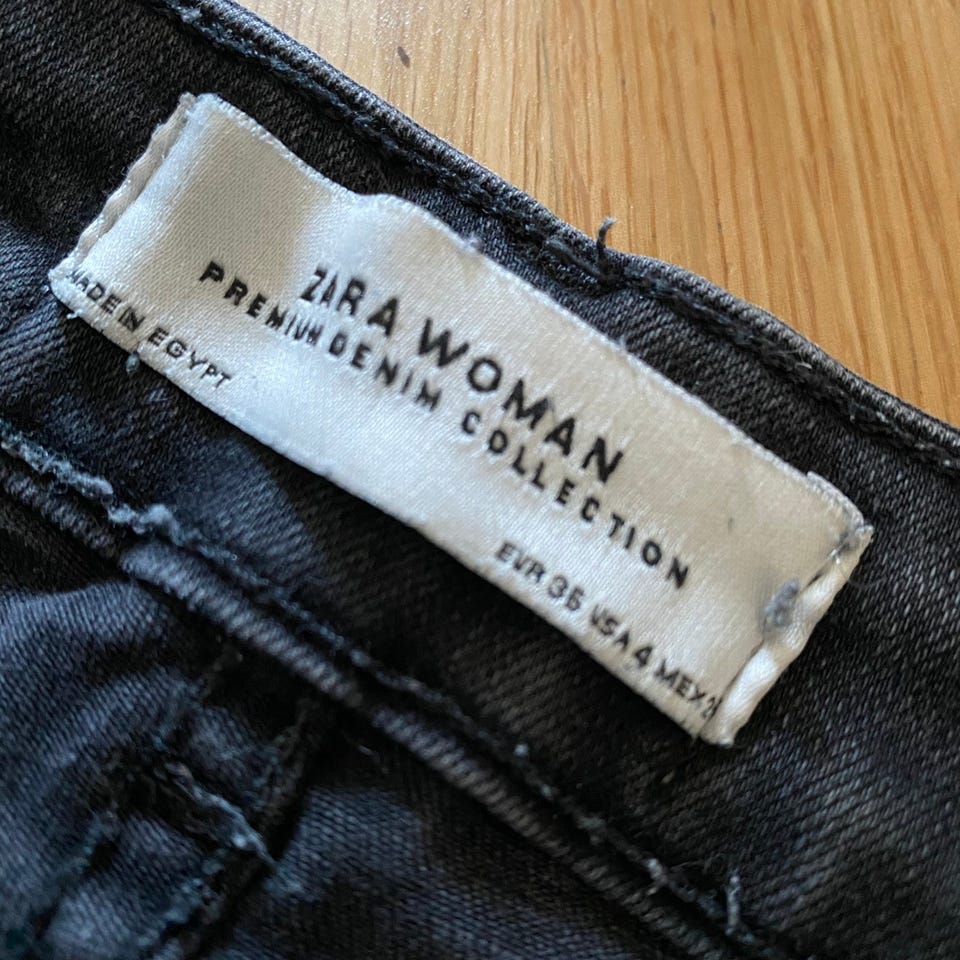 ZARA WOMAN
PREMIUM DENIM COLLECTION
MADE IN EGYPT
EUR 36 USA 4 MEX